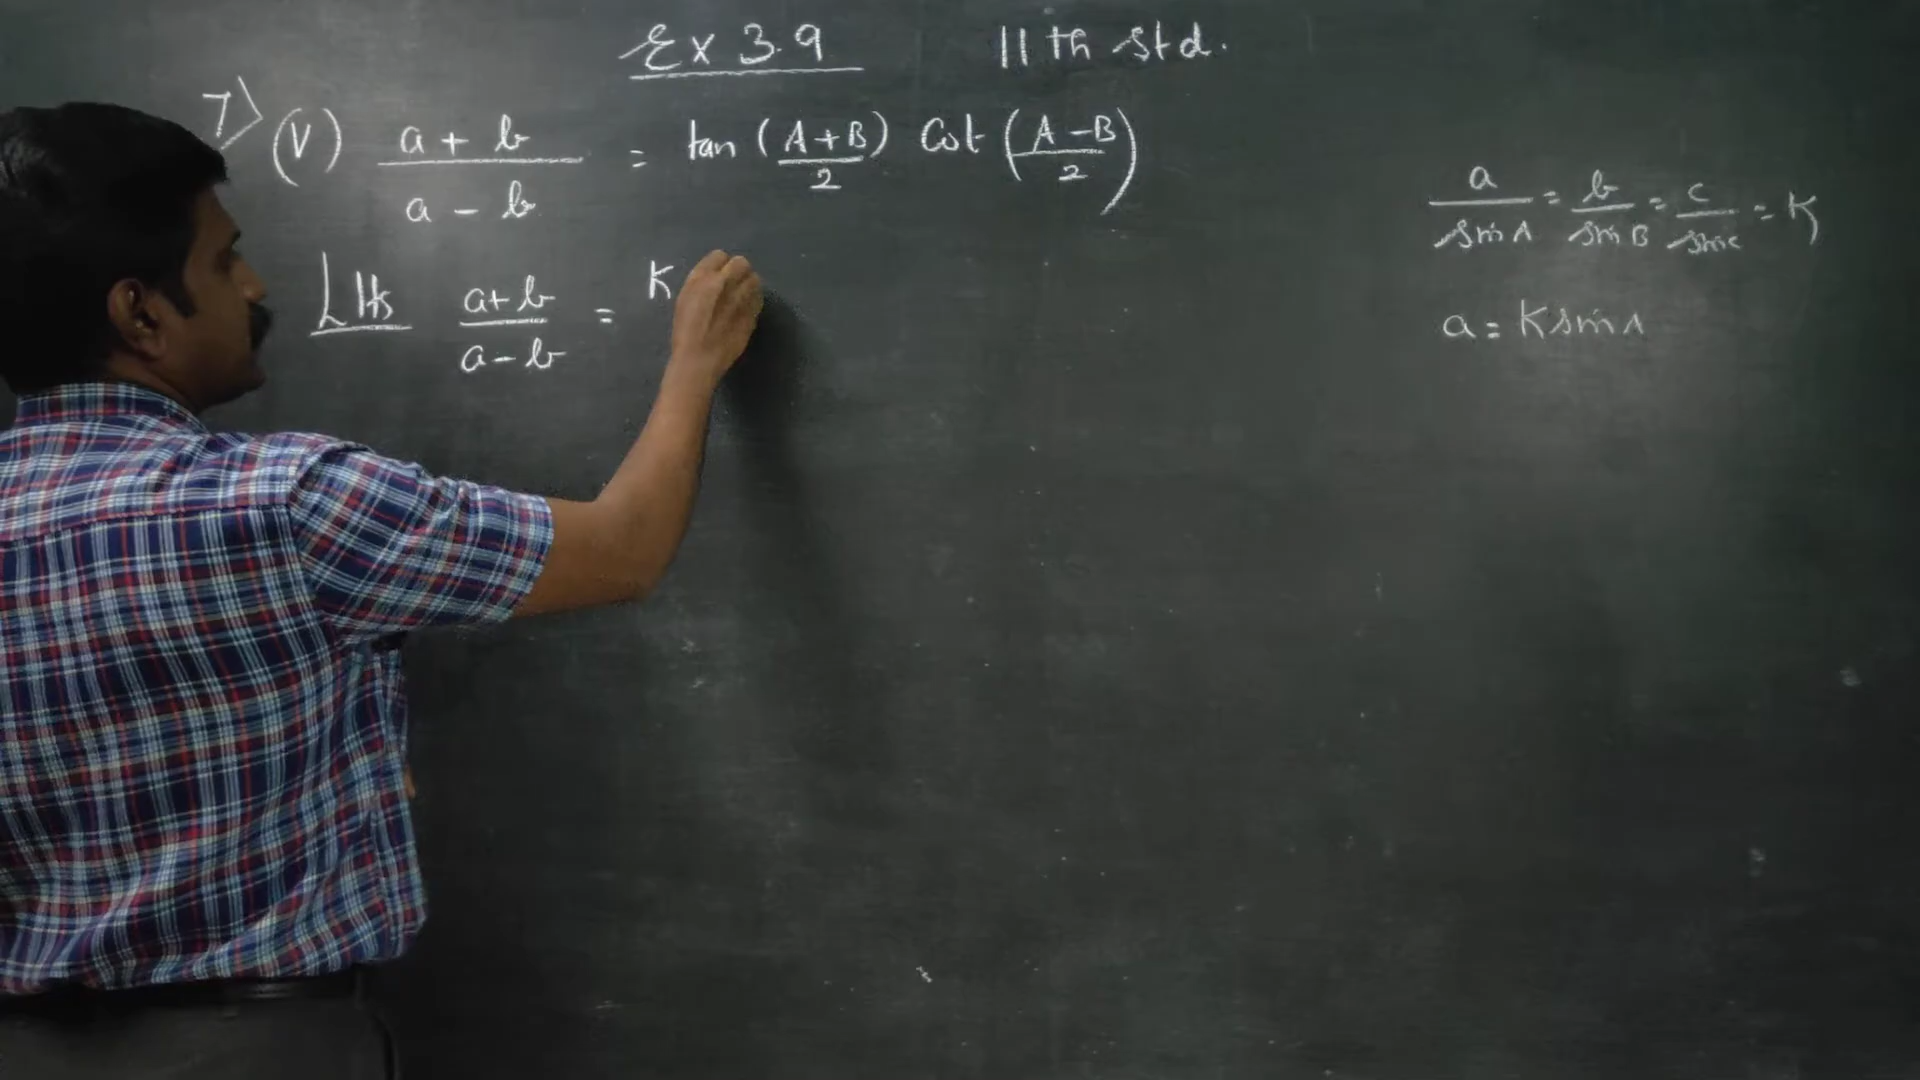 Ex 3.9 11th Std.
7> (V) a + b / a - b = tan (A+B / 2) Cot (A-B / 2)
a / sin A = b / sin B = c / sin c = K
LHS a+b / a-b = K
a = K sin A